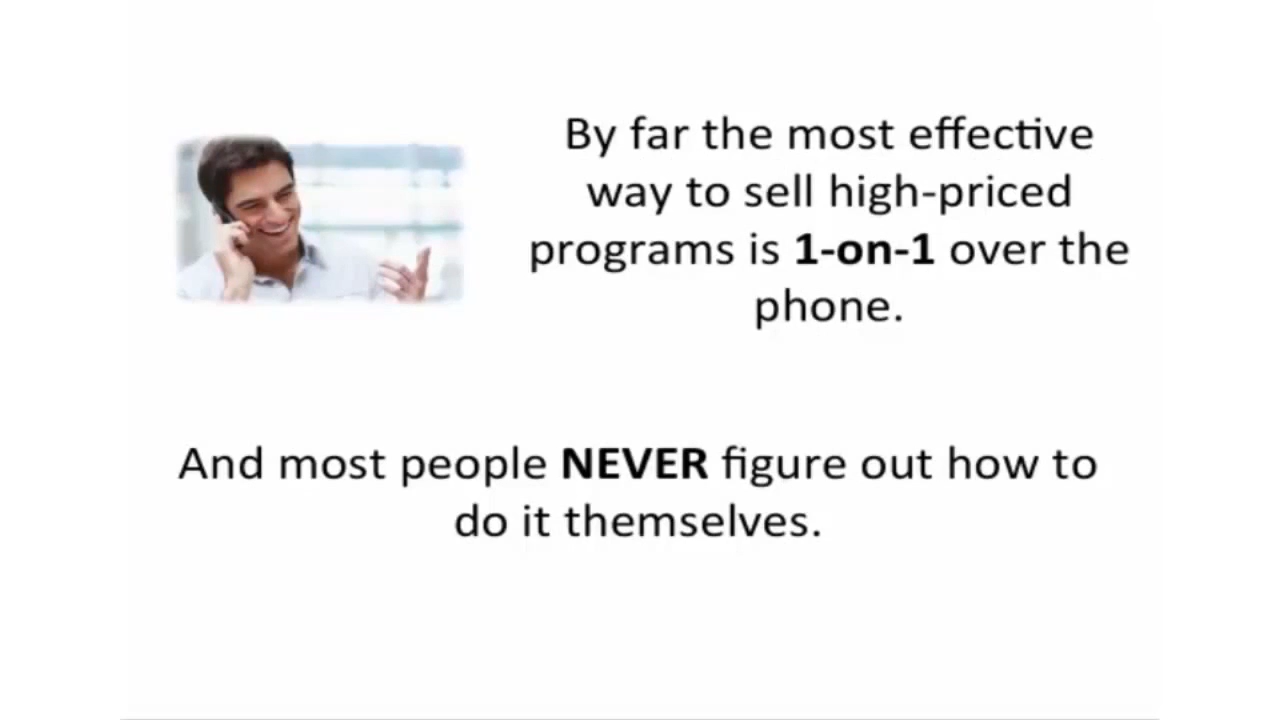 By far the most effective
way to sell high-priced
programs is 1-on-1 over the
phone.
And most people NEVER figure out how to
do it themselves.